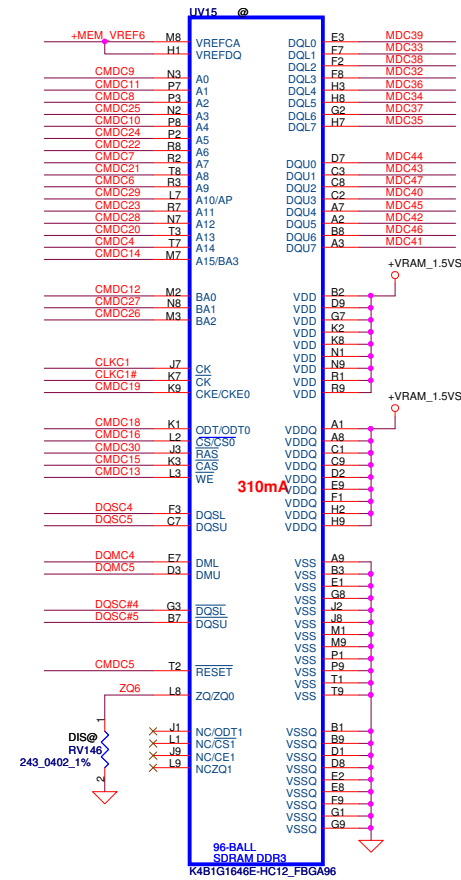 UV15 @
+MEM_VREF6 M8 VREFCA
H1 VREFDQ
CMDC9 N3 A0
CMDC11 P7 A1
CMDC8 P3 A2
CMDC25 N2 A3
CMDC10 P8 A4
CMDC24 P2 A5
CMDC22 R8 A6
CMDC7 R2 A7
CMDC21 T8 A8
CMDC6 R3 A9
CMDC29 L7 A10/AP
CMDC23 R7 A11
CMDC28 N7 A12
CMDC20 T3 A13
CMDC4 T7 A14
CMDC14 M7 A15/BA3
CMDC12 M2 BA0
CMDC27 N8 BA1
CMDC26 M3 BA2
CLKC1 J7 CK
CLKC1# K7 CK
CMDC19 K9 CKE/CKE0
CMDC18 K1 ODT/ODT0
CMDC16 L2 CS/CS0
CMDC30 J3 RAS
CMDC15 K3 CAS
CMDC13 L3 WE
310mA
DQSC4 F3 DQSL
DQSC5 C7 DQSU
DQMC4 E7 DML
DQMC5 D3 DMU
DQSC#4 G3 DQSL
DQSC#5 B7 DQSU
CMDC5 T2 RESET
ZQ6 L8 ZQ/ZQ0
J1 NC/ODT1
L1 NC/CS1
J9 NC/CE1
L9 NCZQ1
1
DIS@
RV146
243_0402_1%
2
DQL0 E3 MDC39
DQL1 F7 MDC33
DQL2 F2 MDC38
DQL3 F8 MDC32
DQL4 H3 MDC36
DQL5 H8 MDC34
DQL6 G2 MDC37
DQL7 H7 MDC35
DQU0 D7 MDC44
DQU1 C3 MDC43
DQU2 C8 MDC47
DQU3 C2 MDC40
DQU4 A7 MDC45
DQU5 A2 MDC42
DQU6 B8 MDC46
DQU7 A3 MDC41
+VRAM_1.5VS
VDD B2
VDD D9
VDD G7
VDD K2
VDD K8
VDD N1
VDD N9
VDD R1
VDD R9
+VRAM_1.5VS
VDDQ A1
VDDQ A8
VDDQ C1
VDDQ C9
VDDQ D2
VDDQ E9
VDDQ F1
VDDQ H2
VDDQ H9
VSS A9
VSS B3
VSS E1
VSS G8
VSS J2
VSS J8
VSS M1
VSS M9
VSS P1
VSS P9
VSS T1
VSS T9
VSSQ B1
VSSQ B9
VSSQ D1
VSSQ D8
VSSQ E2
VSSQ E8
VSSQ F9
VSSQ G1
VSSQ G9
96-BALL
SDRAM DDR3
K4B1G1646E-HC12_FBGA96